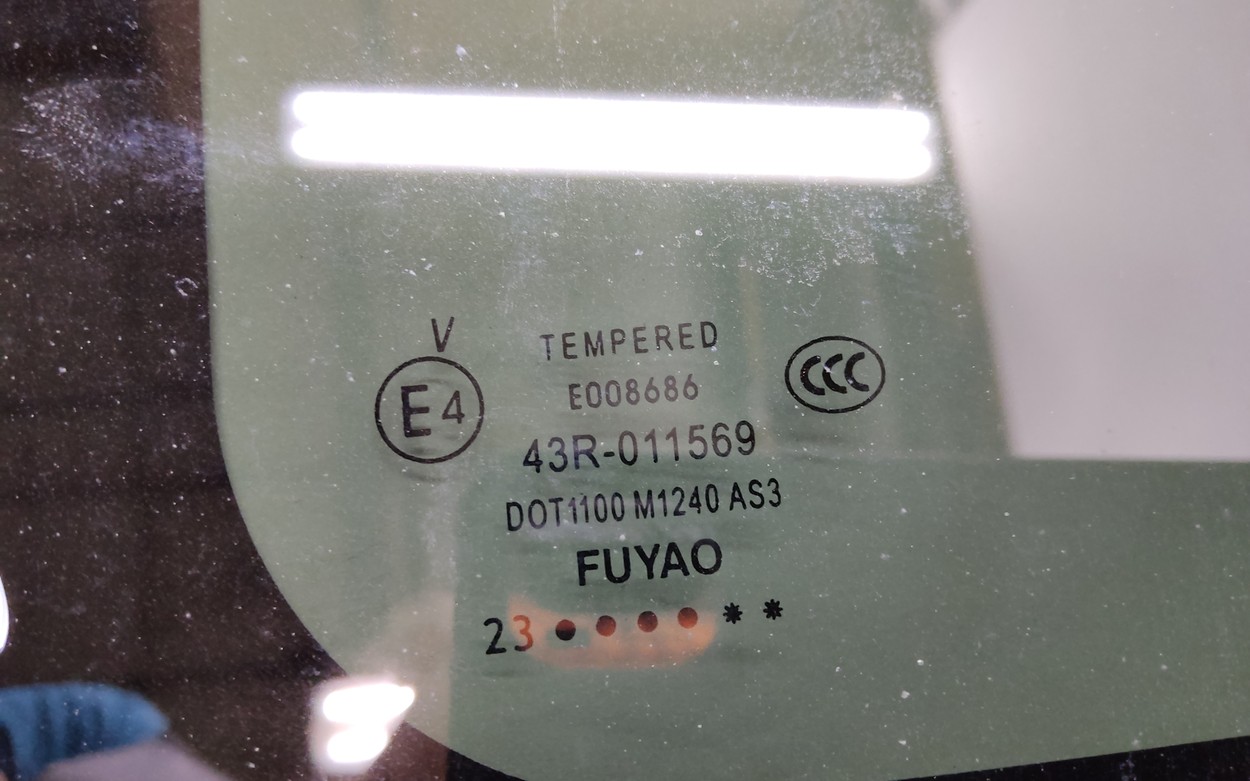 V
E4
TEMPERED
E008686
CCC
43R-011569
DOT1100 M1240 AS3
FUYAO
23 ● ● ● ● * *